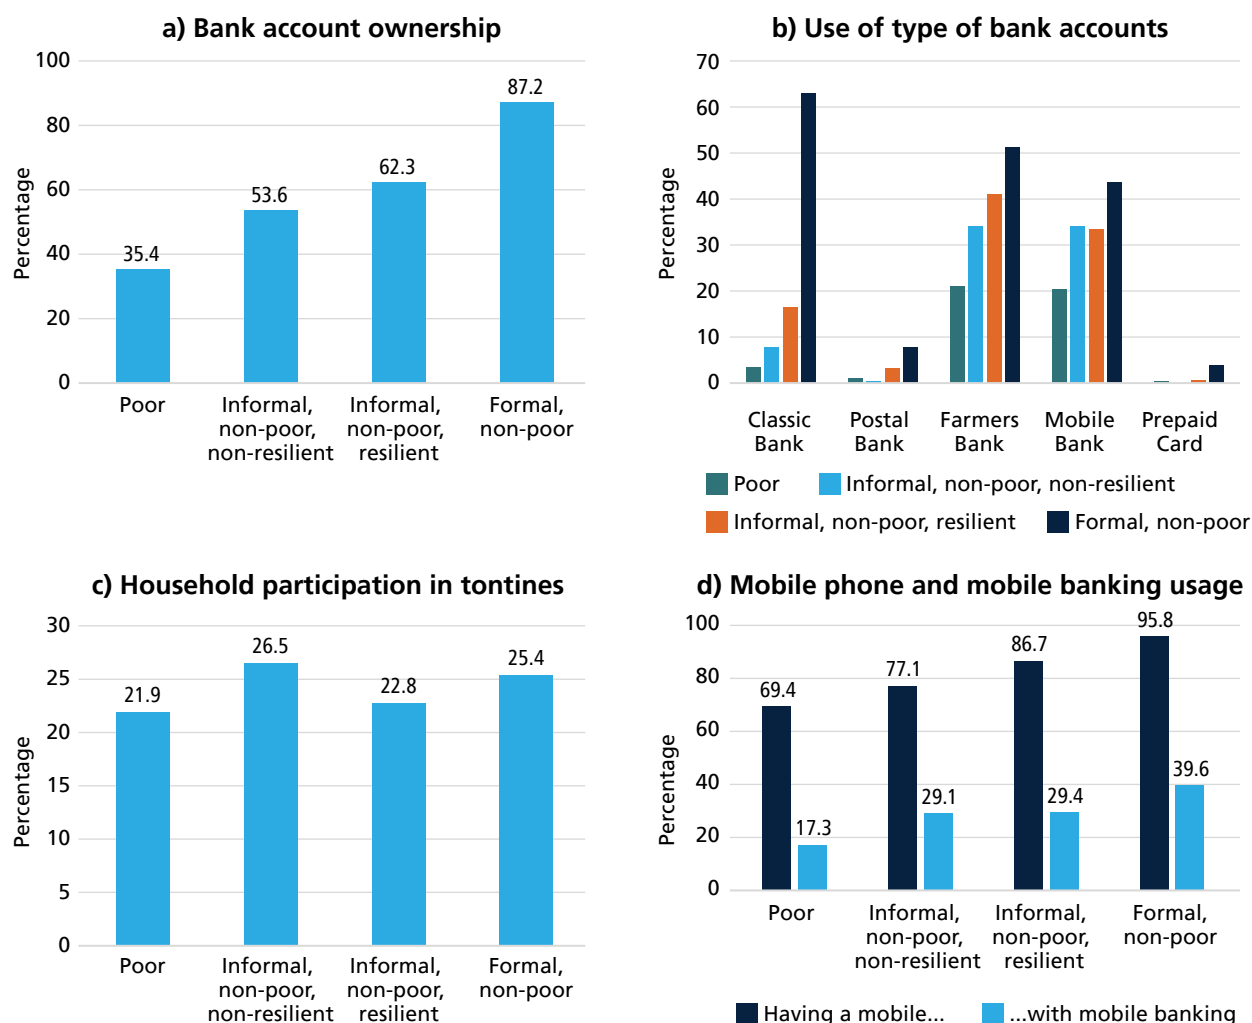 a) Bank account ownership
100
80
60
40
20
0
Percentage
35.4
53.6
62.3
87.2
Poor
Informal,
non-poor,
non-resilient
Informal,
non-poor,
resilient
Formal,
non-poor
b) Use of type of bank accounts
70
60
50
40
30
20
10
0
Percentage
Classic
Bank
Postal
Bank
Farmers
Bank
Mobile
Bank
Prepaid
Card
Poor
Informal, non-poor, non-resilient
Informal, non-poor, resilient
Formal, non-poor
c) Household participation in tontines
30
25
20
15
10
5
0
Percentage
21.9
26.5
22.8
25.4
Poor
Informal,
non-poor,
non-resilient
Informal,
non-poor,
resilient
Formal,
non-poor
d) Mobile phone and mobile banking usage
100
80
60
40
20
0
Percentage
69.4
17.3
77.1
29.1
86.7
29.4
95.8
39.6
Poor
Informal,
non-poor,
non-resilient
Informal,
non-poor,
resilient
Formal,
non-poor
Having a mobile...
...with mobile banking